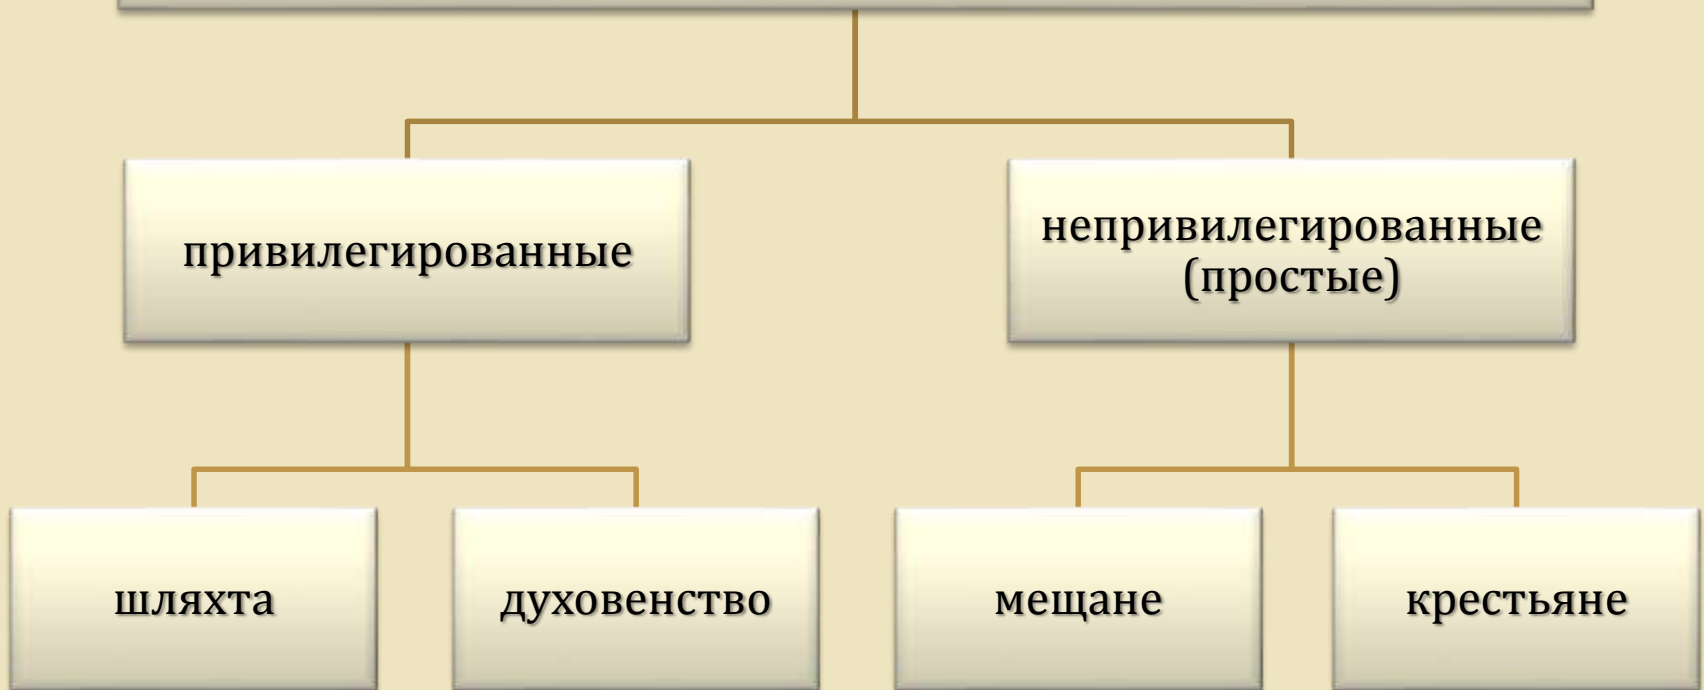 привилегированные
непривилегированные
(простые)
шляхта
духовенство
мещане
крестьяне